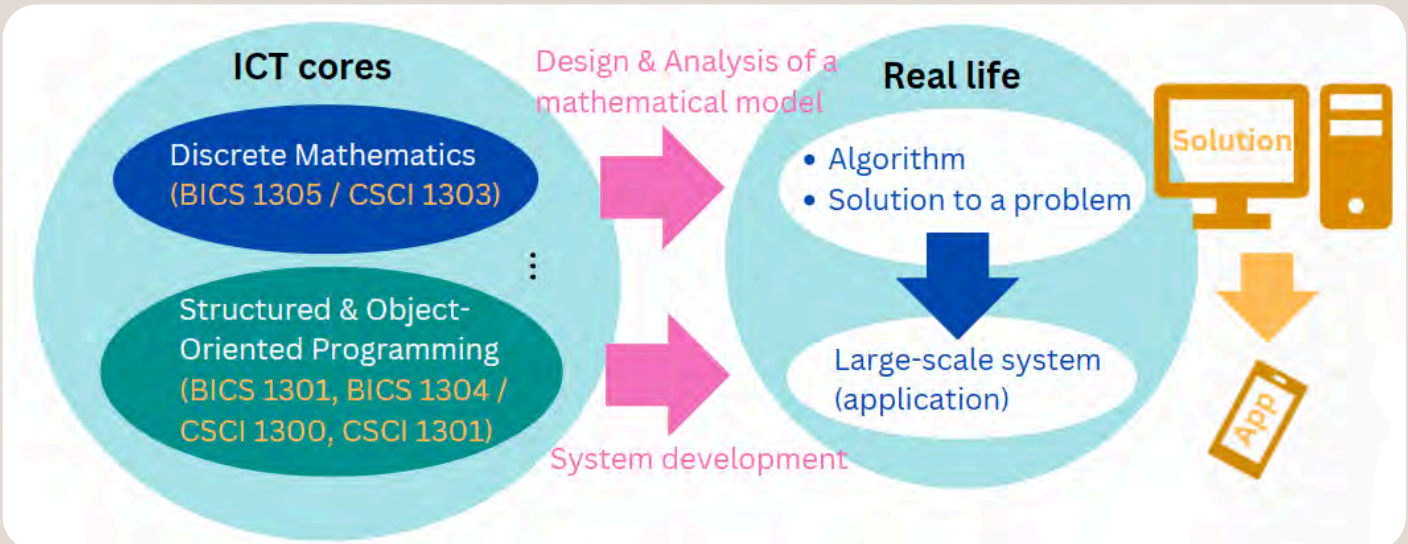 ICT cores
Discrete Mathematics
(BICS 1305 / CSCI 1303)
⋮
Structured & Object-
Oriented Programming
(BICS 1301, BICS 1304 /
CSCI 1300, CSCI 1301)
Design & Analysis of a
mathematical model
System development
Real life
• Algorithm
• Solution to a problem
Large-scale system
(application)
Solution
App